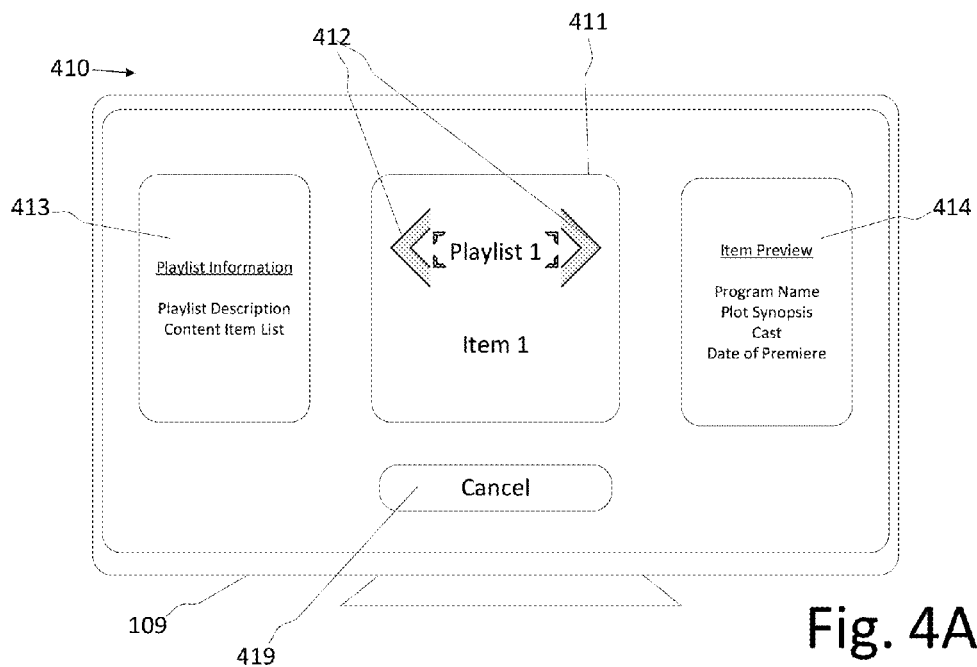 412
411
410
413
Playlist Information
Playlist Description
Content Item List
Playlist 1
Item 1
414
Item Preview
Program Name
Plot Synopsis
Cast
Date of Premiere
Cancel
109
419
Fig. 4A